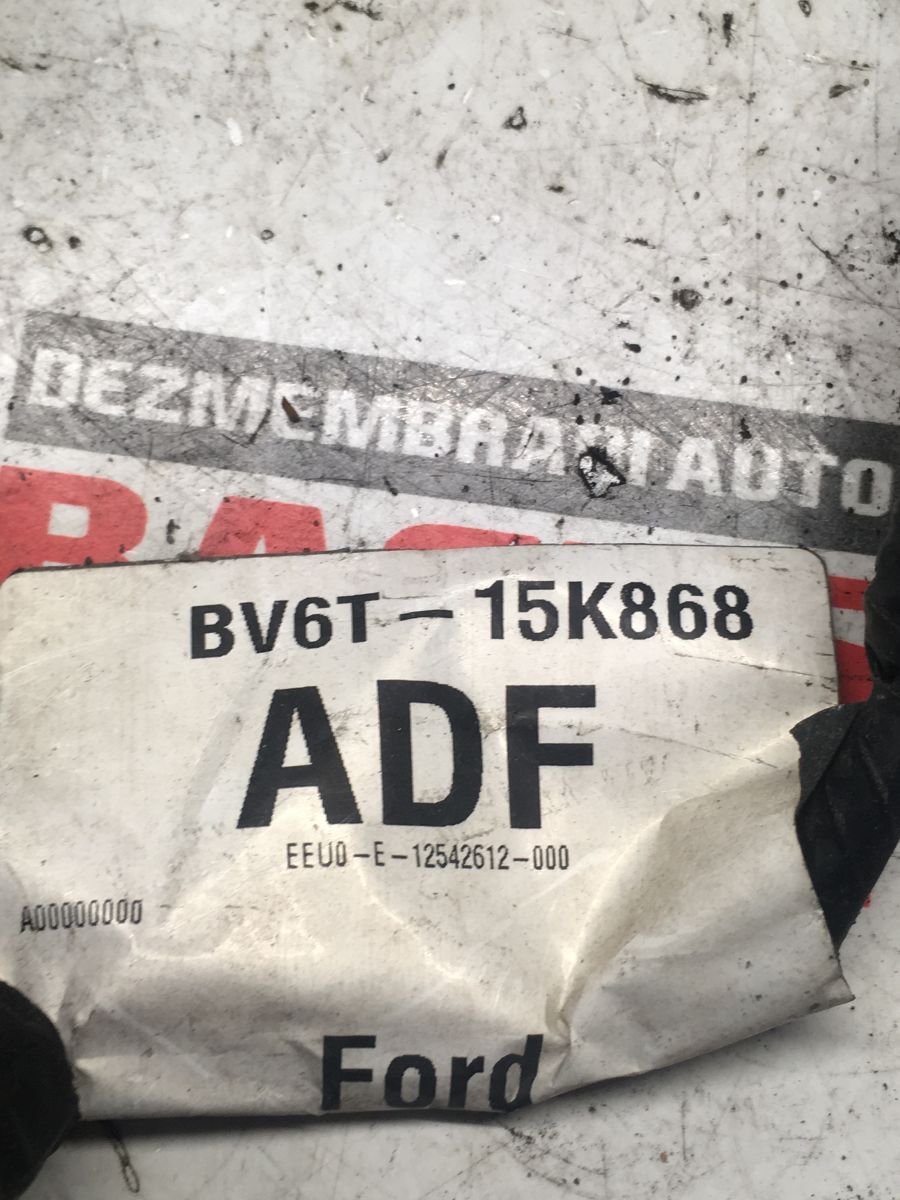 DEZMEMBRARI AUTO
BV6T-15K868
ADF
EEU0-E-12542612-000
A00000000
Ford